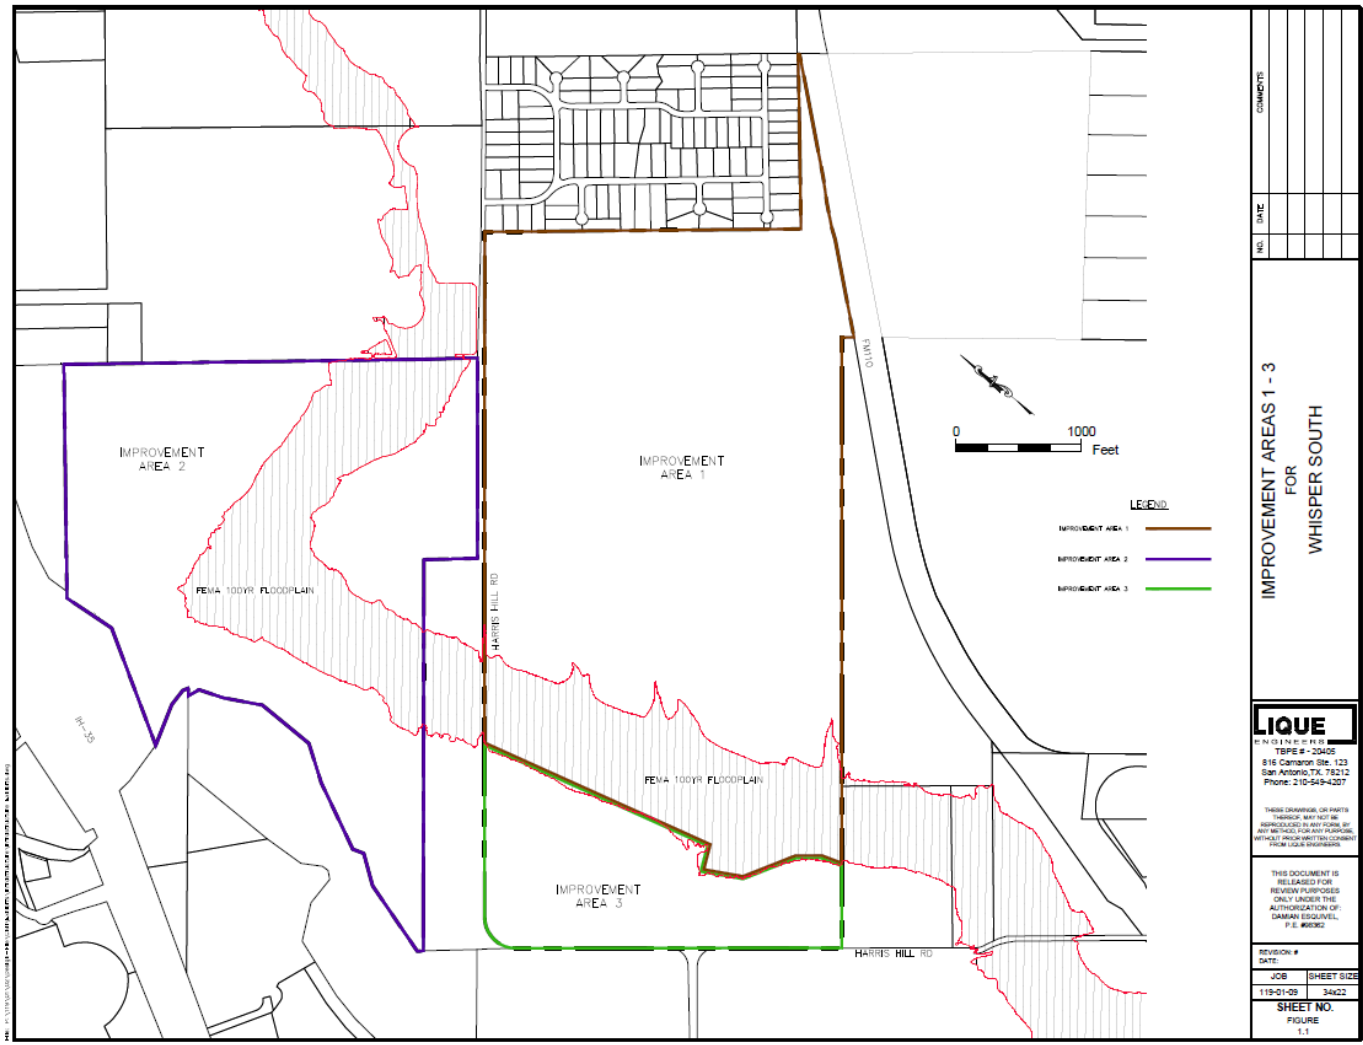 IMPROVEMENT
AREA 2
IMPROVEMENT
AREA 1
IMPROVEMENT
AREA 3
FEMA 100YR FLOODPLAIN
FEMA 100YR FLOODPLAIN
HARRIS HILL RD
HARRIS HILL RD
IH-35
FM110
0 1000
Feet
LEGEND
IMPROVEMENT AREA 1
IMPROVEMENT AREA 2
IMPROVEMENT AREA 3
NO. DATE COMMENTS
IMPROVEMENT AREAS 1 - 3
FOR
WHISPER SOUTH
LIQUE
ENGINEERS
TBPE # - 20405
816 Camaron Ste. 123
San Antonio,TX. 78212
Phone: 210-549-4207
THESE DRAWINGS, OR PARTS
THEREOF, MAY NOT BE
REPRODUCED IN ANY FORM, BY
ANY METHOD, FOR ANY PURPOSE,
WITHOUT PRIOR WRITTEN CONSENT
FROM LIQUE ENGINEERS.
THIS DOCUMENT IS
RELEASED FOR
REVIEW PURPOSES
ONLY UNDER THE
AUTHORIZATION OF:
DAMIAN ESQUIVEL,
P.E.
REVISION: #
DATE:
JOB SHEET SIZE
119-01-09 34x22
SHEET NO.
FIGURE
1.1